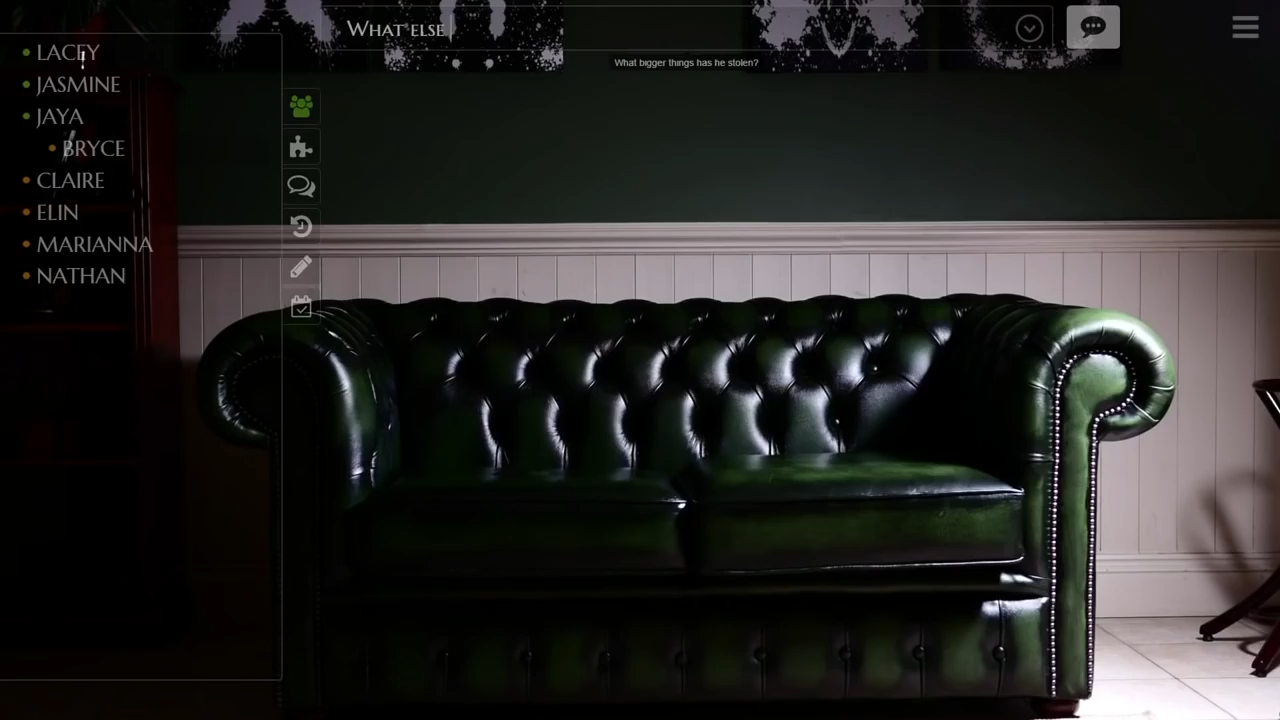 What else
What bigger things has he stolen?
LACEY
JASMINE
JAYA
BRYCE
CLAIRE
ELIN
MARIANNA
NATHAN